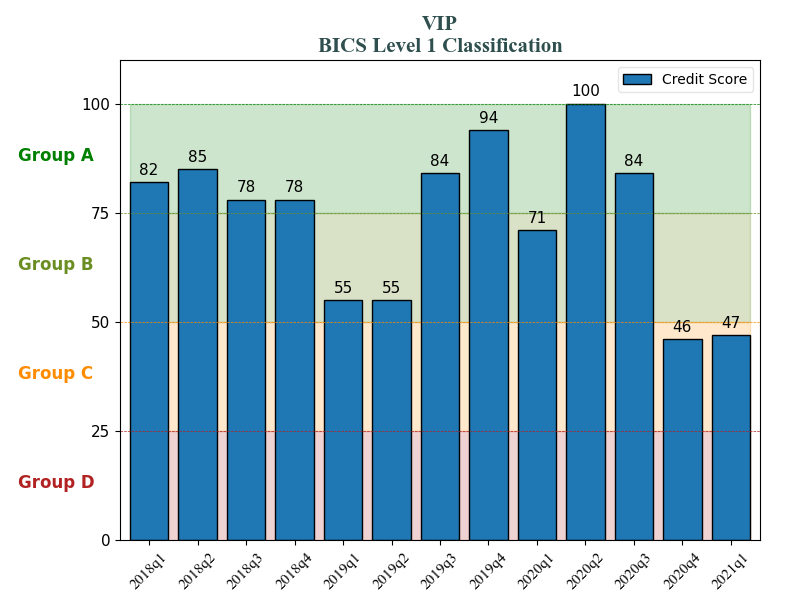 VIP
BICS Level 1 Classification
Credit Score
100
75
50
25
0
Group A
Group B
Group C
Group D
82
85
78
78
55
55
84
94
71
100
84
46
47
2018q1
2018q2
2018q3
2018q4
2019q1
2019q2
2019q3
2019q4
2020q1
2020q2
2020q3
2020q4
2021q1